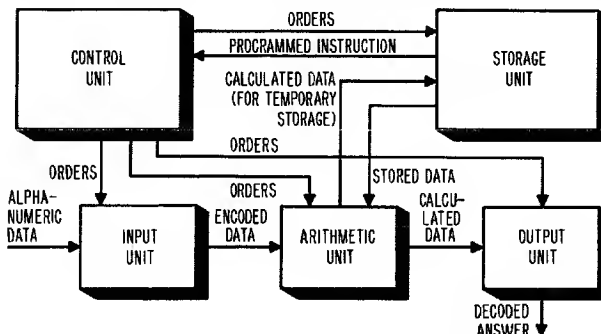 ORDERS
CONTROL
UNIT
PROGRAMMED INSTRUCTION
STORAGE
UNIT
CALCULATED DATA
(FOR TEMPORARY
STORAGE)
ORDERS
ORDERS
ORDERS
STORED DATA
ALPHA-
NUMERIC
DATA
INPUT
UNIT
ENCODED
DATA
ARITHMETIC
UNIT
CALCU-
LATED
DATA
OUTPUT
UNIT
DECODED
ANSWER